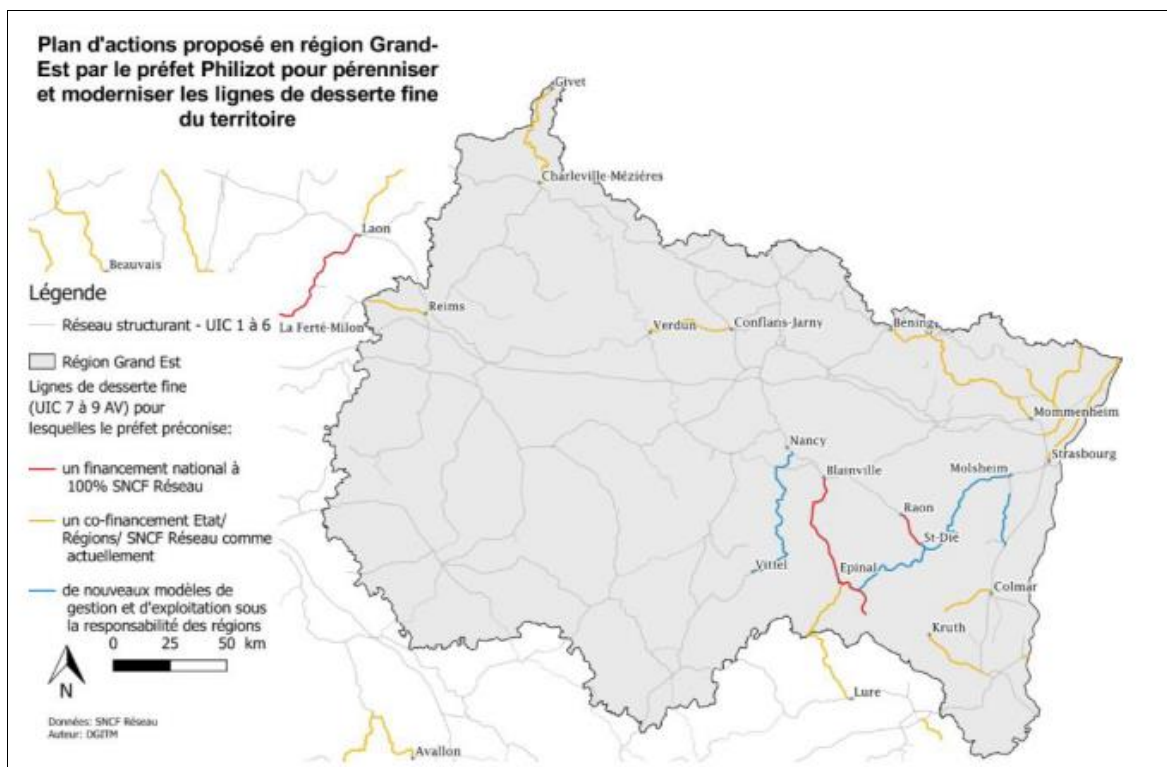 Plan d'actions proposé en région Grand-
Est par le préfet Philizot pour pérenniser
et moderniser les lignes de desserte fine
du territoire
Givet
Charleville-Mézières
Laon
Beauvais
Légende
Réseau structurant - UIC 1 à 6
La Ferté-Milon
Reims
Verdun
Conflans-Jarny
Béning
Région Grand Est
Lignes de desserte fine
(UIC 7 à 9 AV) pour
lesquelles le préfet préconise:
Mommenheim
Nancy
Strasbourg
Blainville
Molsheim
un financement national à
100% SNCF Réseau
Raon
St-Dié
un co-financement Etat/
Régions/ SNCF Réseau comme
actuellement
Vittel
Epinal
Colmar
de nouveaux modèles de
gestion et d'exploitation sous
la responsabilité des régions
Kruth
0 25 50 km
N
Lure
Données: SNCF Réseau
Auteur: DGITM
Avallon